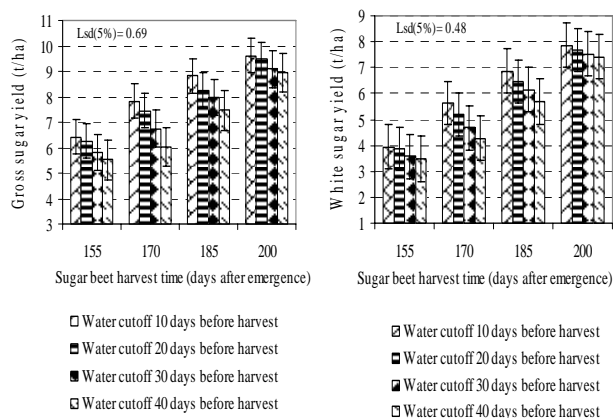 Gross sugar yield (t/ha)
11
10
9
8
7
6
5
4
3
Lsd(5%)= 0.69
155 170 185 200
Sugar beet harvest time (days after emergence)
Water cutoff 10 days before harvest
Water cutoff 20 days before harvest
Water cutoff 30 days before harvest
Water cutoff 40 days before harvest
White sugar yield (t/ha)
9
8
7
6
5
4
3
2
1
Lsd(5%)= 0.48
155 170 185 200
Sugar beet harvest time (days after emergence)
Water cutoff 10 days before harvest
Water cutoff 20 days before harvest
Water cutoff 30 days before harvest
Water cutoff 40 days before harvest